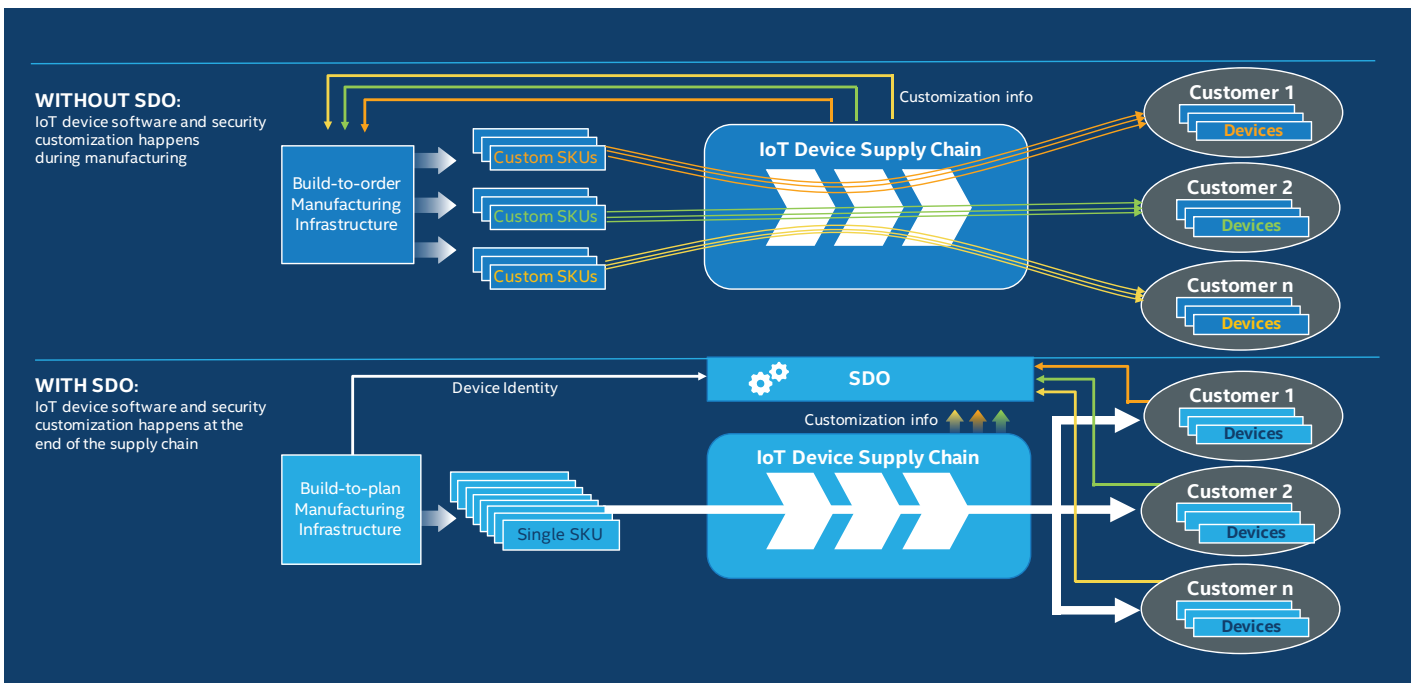 WITHOUT SDO:
IoT device software and security
customization happens
during manufacturing
Build-to-order
Manufacturing
Infrastructure
Custom SKUs
Custom SKUs
Custom SKUs
Customization info
IoT Device Supply Chain
Customer 1
Devices
Customer 2
Devices
Customer n
Devices
WITH SDO:
IoT device software and security
customization happens at the
end of the supply chain
Device Identity
SDO
Customization info
Build-to-plan
Manufacturing
Infrastructure
Single SKU
IoT Device Supply Chain
Customer 1
Devices
Customer 2
Devices
Customer n
Devices